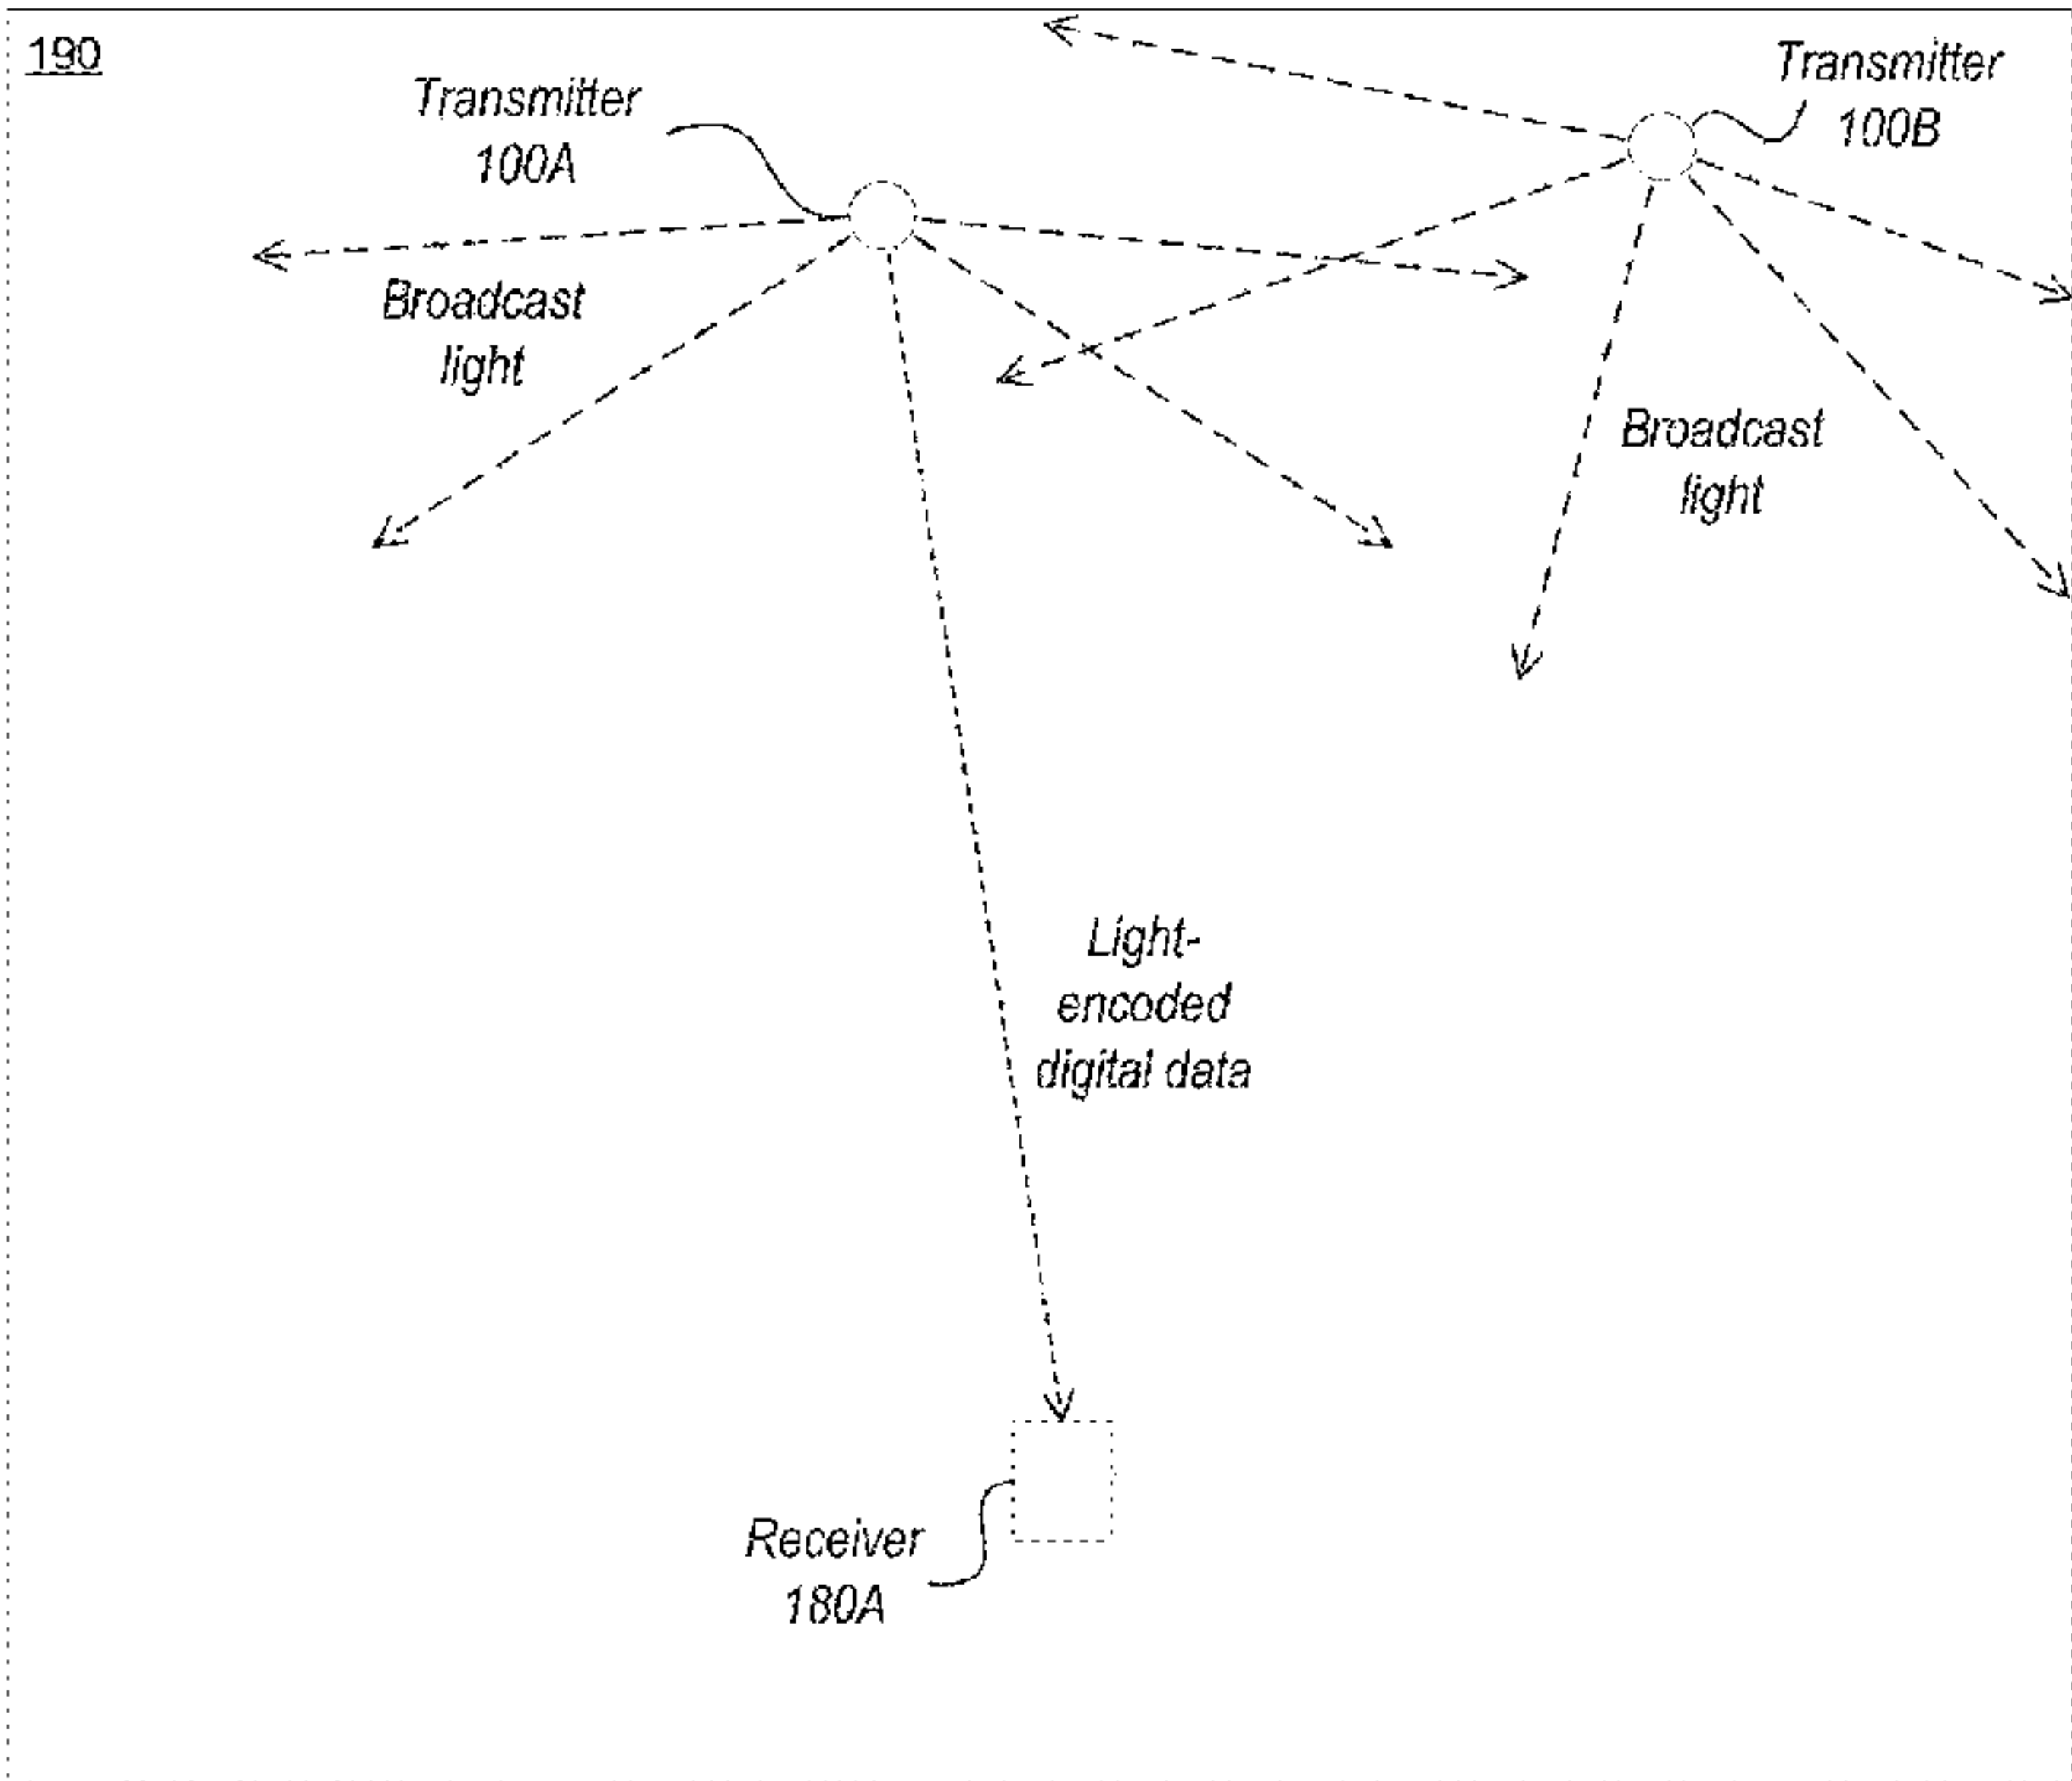 190
Transmitter
100A
Transmitter
100B
Broadcast
light
Broadcast
light
Light-
encoded
digital data
Receiver
180A